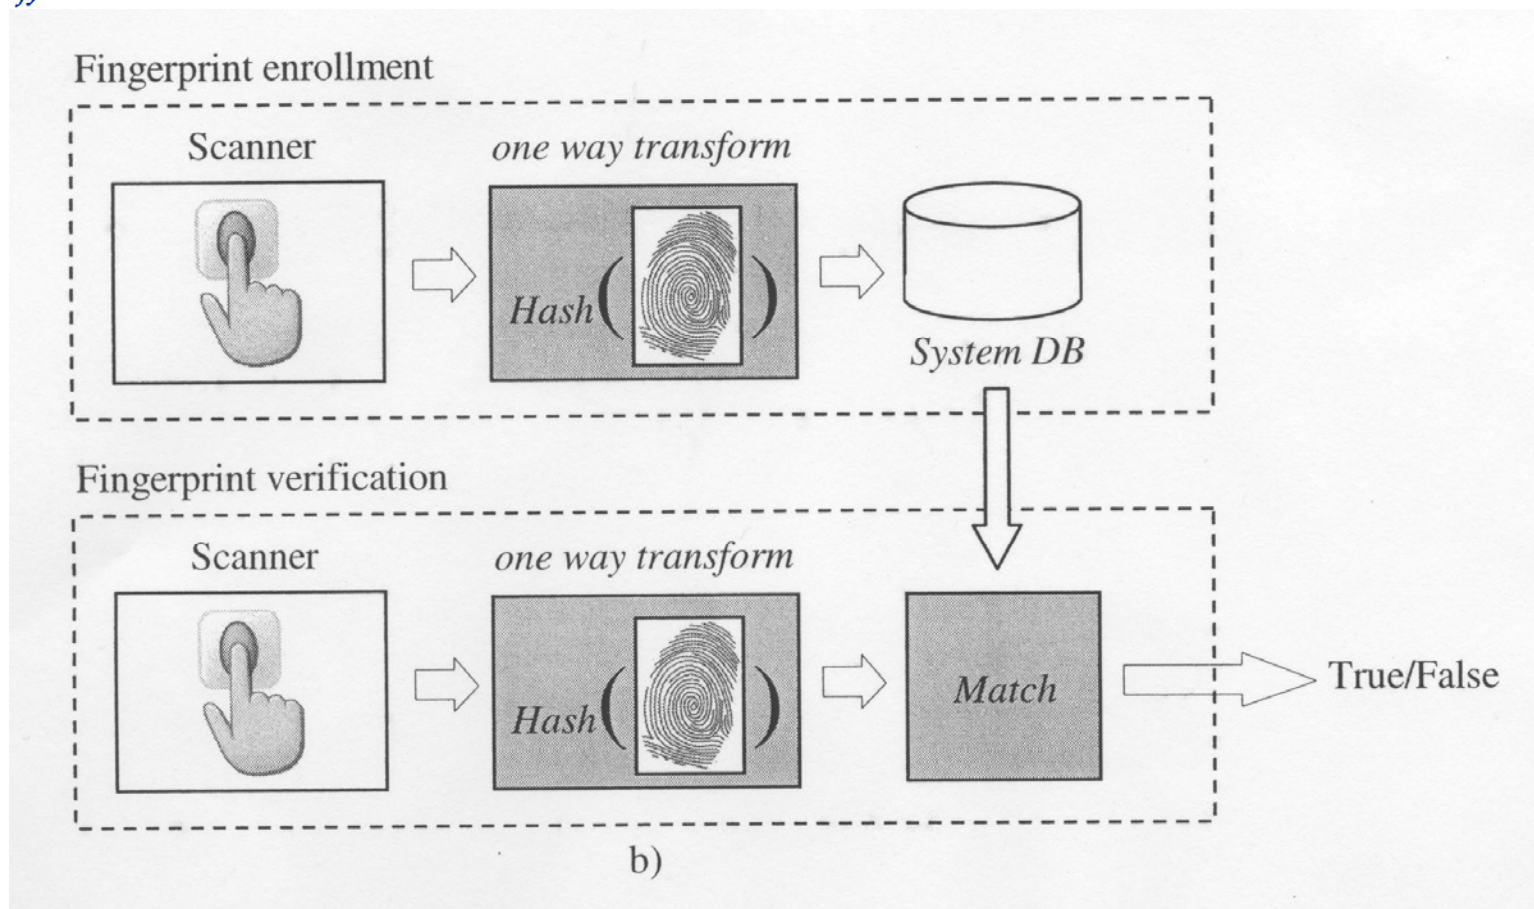 Fingerprint enrollment
Scanner
one way transform
Hash( )
System DB
Fingerprint verification
Scanner
one way transform
Hash( )
Match
True/False
b)